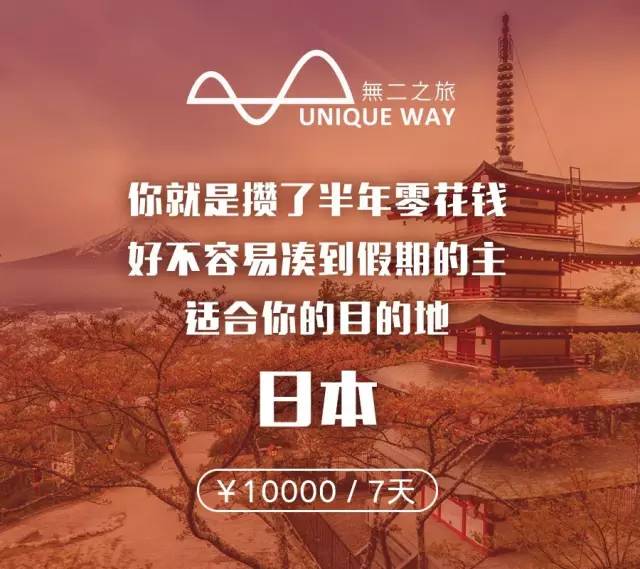 無二之旅
UNIQUE WAY
你就是攒了半年零花钱
好不容易凑到假期的主
适合你的目的地
日本
¥10000 / 7天